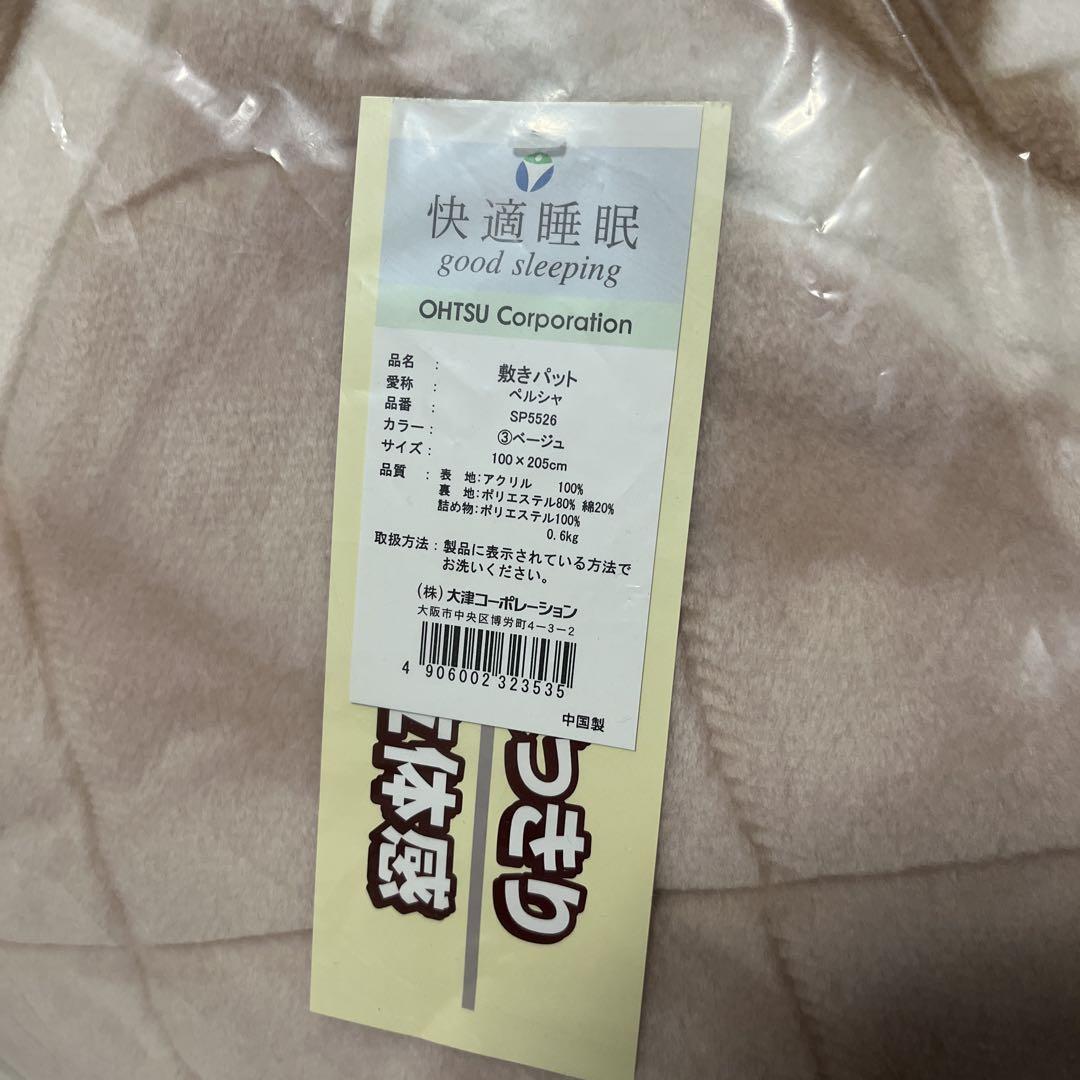 快適睡眠
good sleeping
OHTSU Corporation
品名 : 敷きパット
愛称 : ペルシャ
品番 : SP5526
カラー : ③ベージュ
サイズ : 100×205cm
品質 : 表 地:アクリル 100%
裏 地:ポリエステル80% 綿20%
詰め物:ポリエステル100%
0.6kg
取扱方法:製品に表示されている方法で
お洗いください。
(株)大津コーポレーション
大阪市中央区博労町4-3-2
4 906002 323535
中国製
つきり
体感